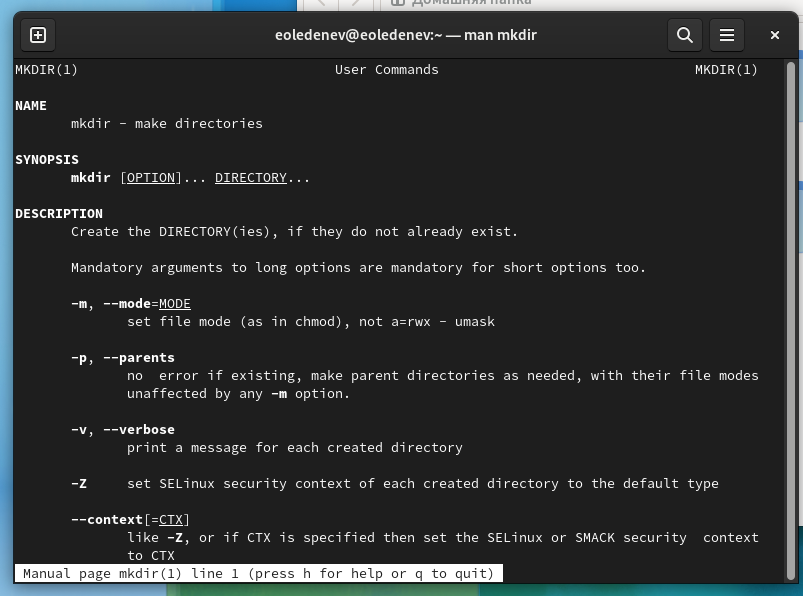 Домашняя папка
eoledenev@eoledenev:~ — man mkdir
MKDIR(1) User Commands MKDIR(1)
NAME
mkdir - make directories
SYNOPSIS
mkdir [OPTION]... DIRECTORY...
DESCRIPTION
Create the DIRECTORY(ies), if they do not already exist.
Mandatory arguments to long options are mandatory for short options too.
-m, --mode=MODE
set file mode (as in chmod), not a=rwx - umask
-p, --parents
no  error if existing, make parent directories as needed, with their file modes
unaffected by any -m option.
-v, --verbose
print a message for each created directory
-Z set SELinux security context of each created directory to the default type
--context[=CTX]
like -Z, or if CTX is specified then set the SELinux or SMACK security  context
to CTX
Manual page mkdir(1) line 1 (press h for help or q to quit)